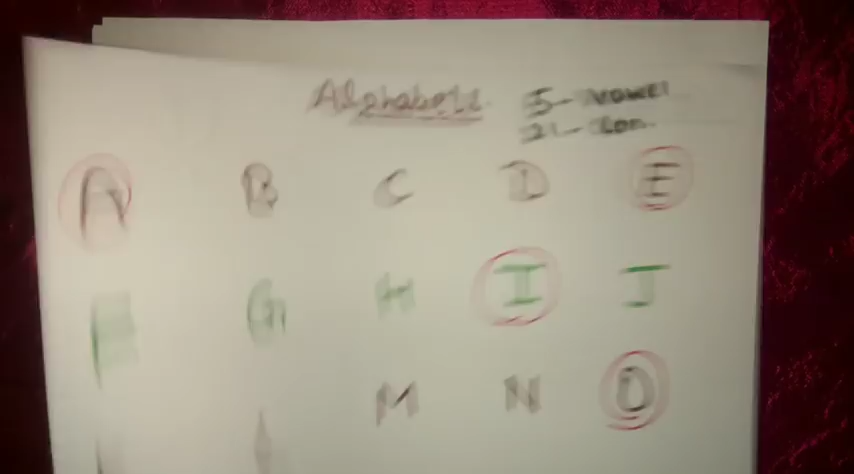 Alphabets 5-Vowel
21-Con.
A B C D E
F G H I J
M N O